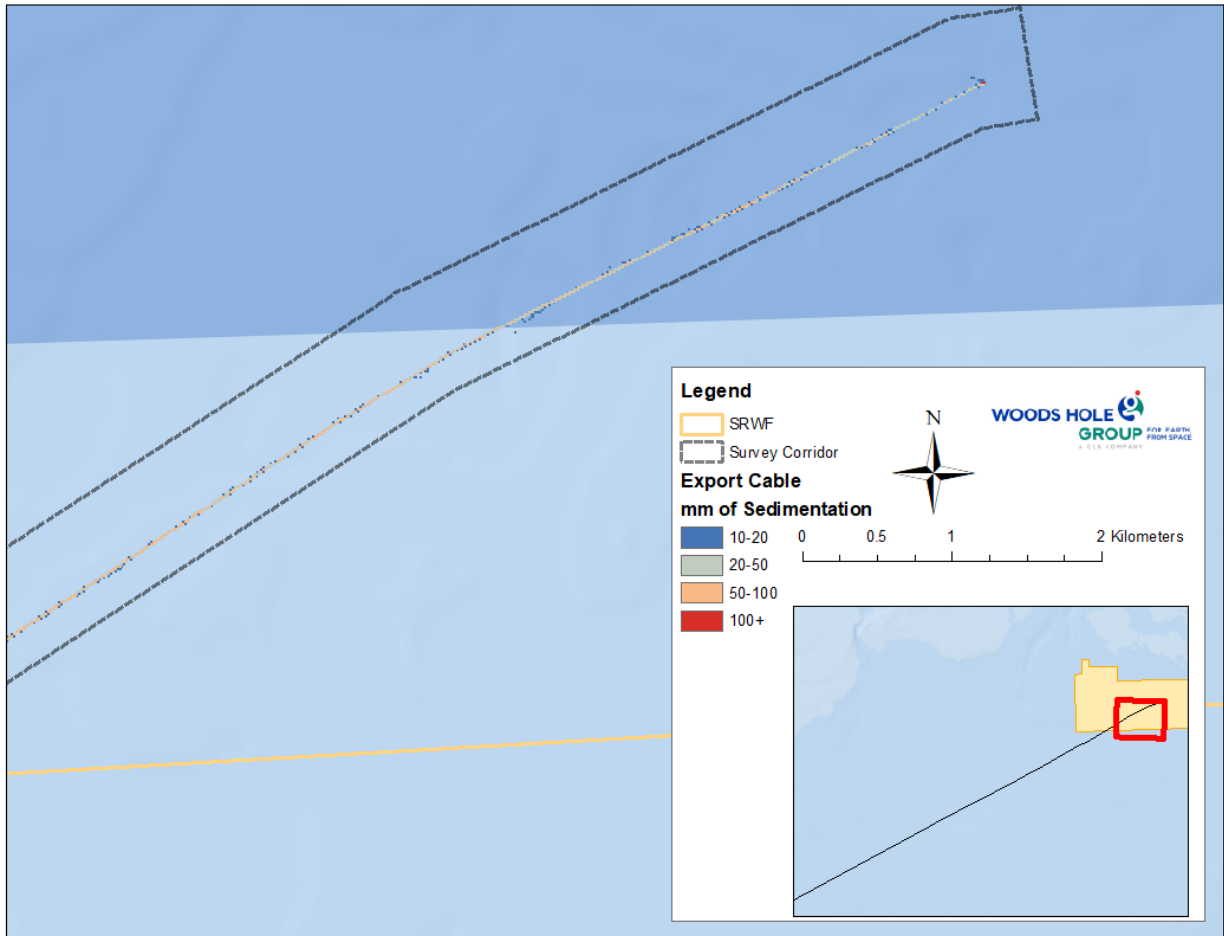 Legend
SRWF
Survey Corridor
Export Cable
mm of Sedimentation
10-20
20-50
50-100
100+
N
WOODS HOLE
GROUP
FOR EARTH,
FROM SPACE
A CLS COMPANY
0 0.5 1 2 Kilometers